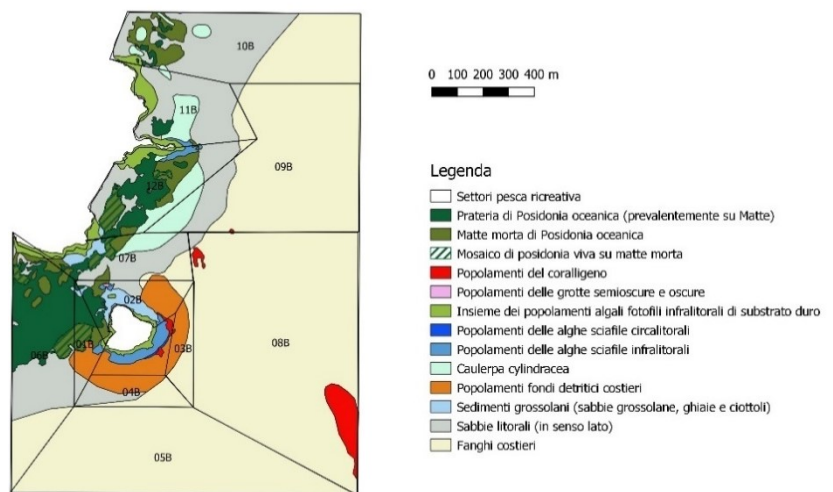 10B
0 100 200 300 400 m
11B
09B
Legenda
12B
Settori pesca ricreativa
Prateria di Posidonia oceanica (prevalentemente su Matte)
Matte morta di Posidonia oceanica
07B
Mosaico di posidonia viva su matte morta
Popolamenti del coralligeno
02B
Popolamenti delle grotte semioscure e oscure
Insieme dei popolamenti algali fotofili infralitorali di substrato duro
01B
03B
08B
06B
Popolamenti delle alghe sciafile circalitorali
Popolamenti delle alghe sciafile infralitorali
Caulerpa cylindracea
04B
Popolamenti fondi detritici costieri
Sedimenti grossolani (sabbie grossolane, ghiaie e ciottoli)
Sabbie litorali (in senso lato)
Fanghi costieri
05B